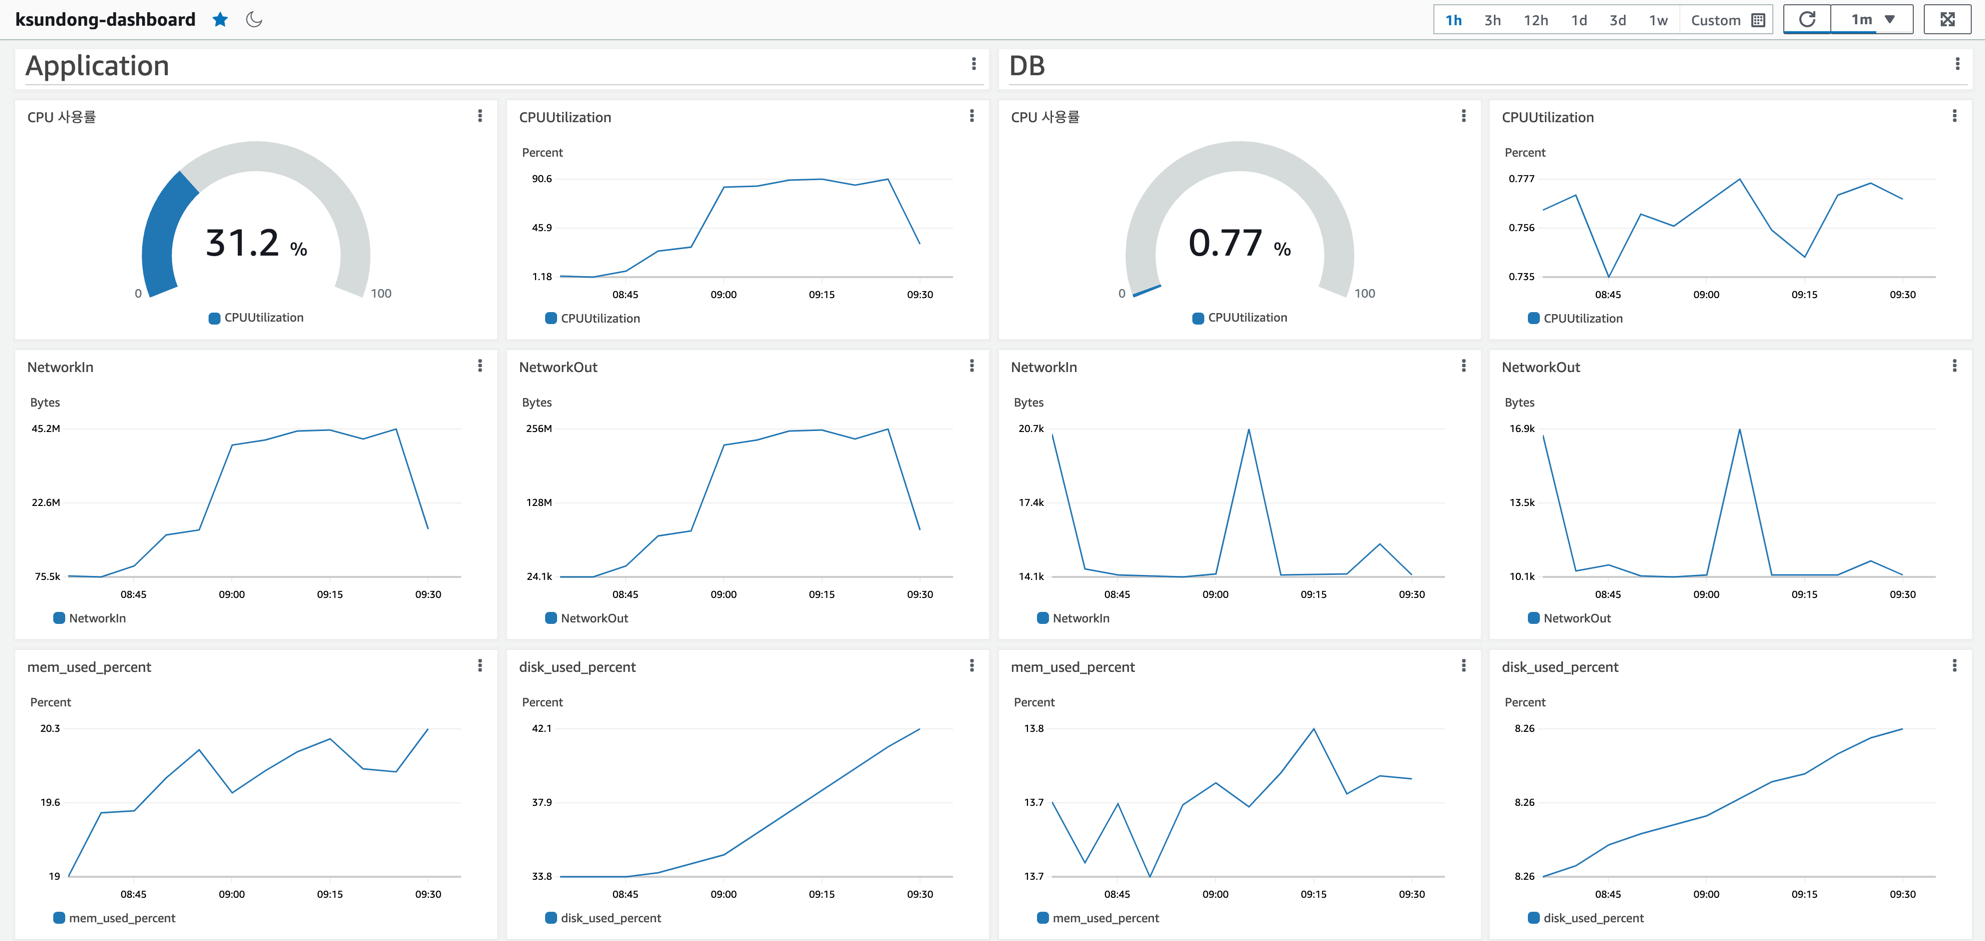 ksundong-dashboard
1h 3h 12h 1d 3d 1w Custom 1m
Application
DB
CPU 사용률
31.2 %
0 100
CPUUtilization
CPUUtilization
Percent
90.6
45.9
1.18
08:45 09:00 09:15 09:30
CPUUtilization
CPU 사용률
0.77 %
0 100
CPUUtilization
CPUUtilization
Percent
0.777
0.756
0.735
08:45 09:00 09:15 09:30
CPUUtilization
NetworkIn
Bytes
45.2M
22.6M
75.5k
08:45 09:00 09:15 09:30
NetworkIn
NetworkOut
Bytes
256M
128M
24.1k
08:45 09:00 09:15 09:30
NetworkOut
NetworkIn
Bytes
20.7k
17.4k
14.1k
08:45 09:00 09:15 09:30
NetworkIn
NetworkOut
Bytes
16.9k
13.5k
10.1k
08:45 09:00 09:15 09:30
NetworkOut
mem_used_percent
Percent
20.3
19.6
19
08:45 09:00 09:15 09:30
mem_used_percent
disk_used_percent
Percent
42.1
37.9
33.8
08:45 09:00 09:15 09:30
disk_used_percent
mem_used_percent
Percent
13.8
13.7
13.7
08:45 09:00 09:15 09:30
mem_used_percent
disk_used_percent
Percent
8.26
8.26
8.26
08:45 09:00 09:15 09:30
disk_used_percent